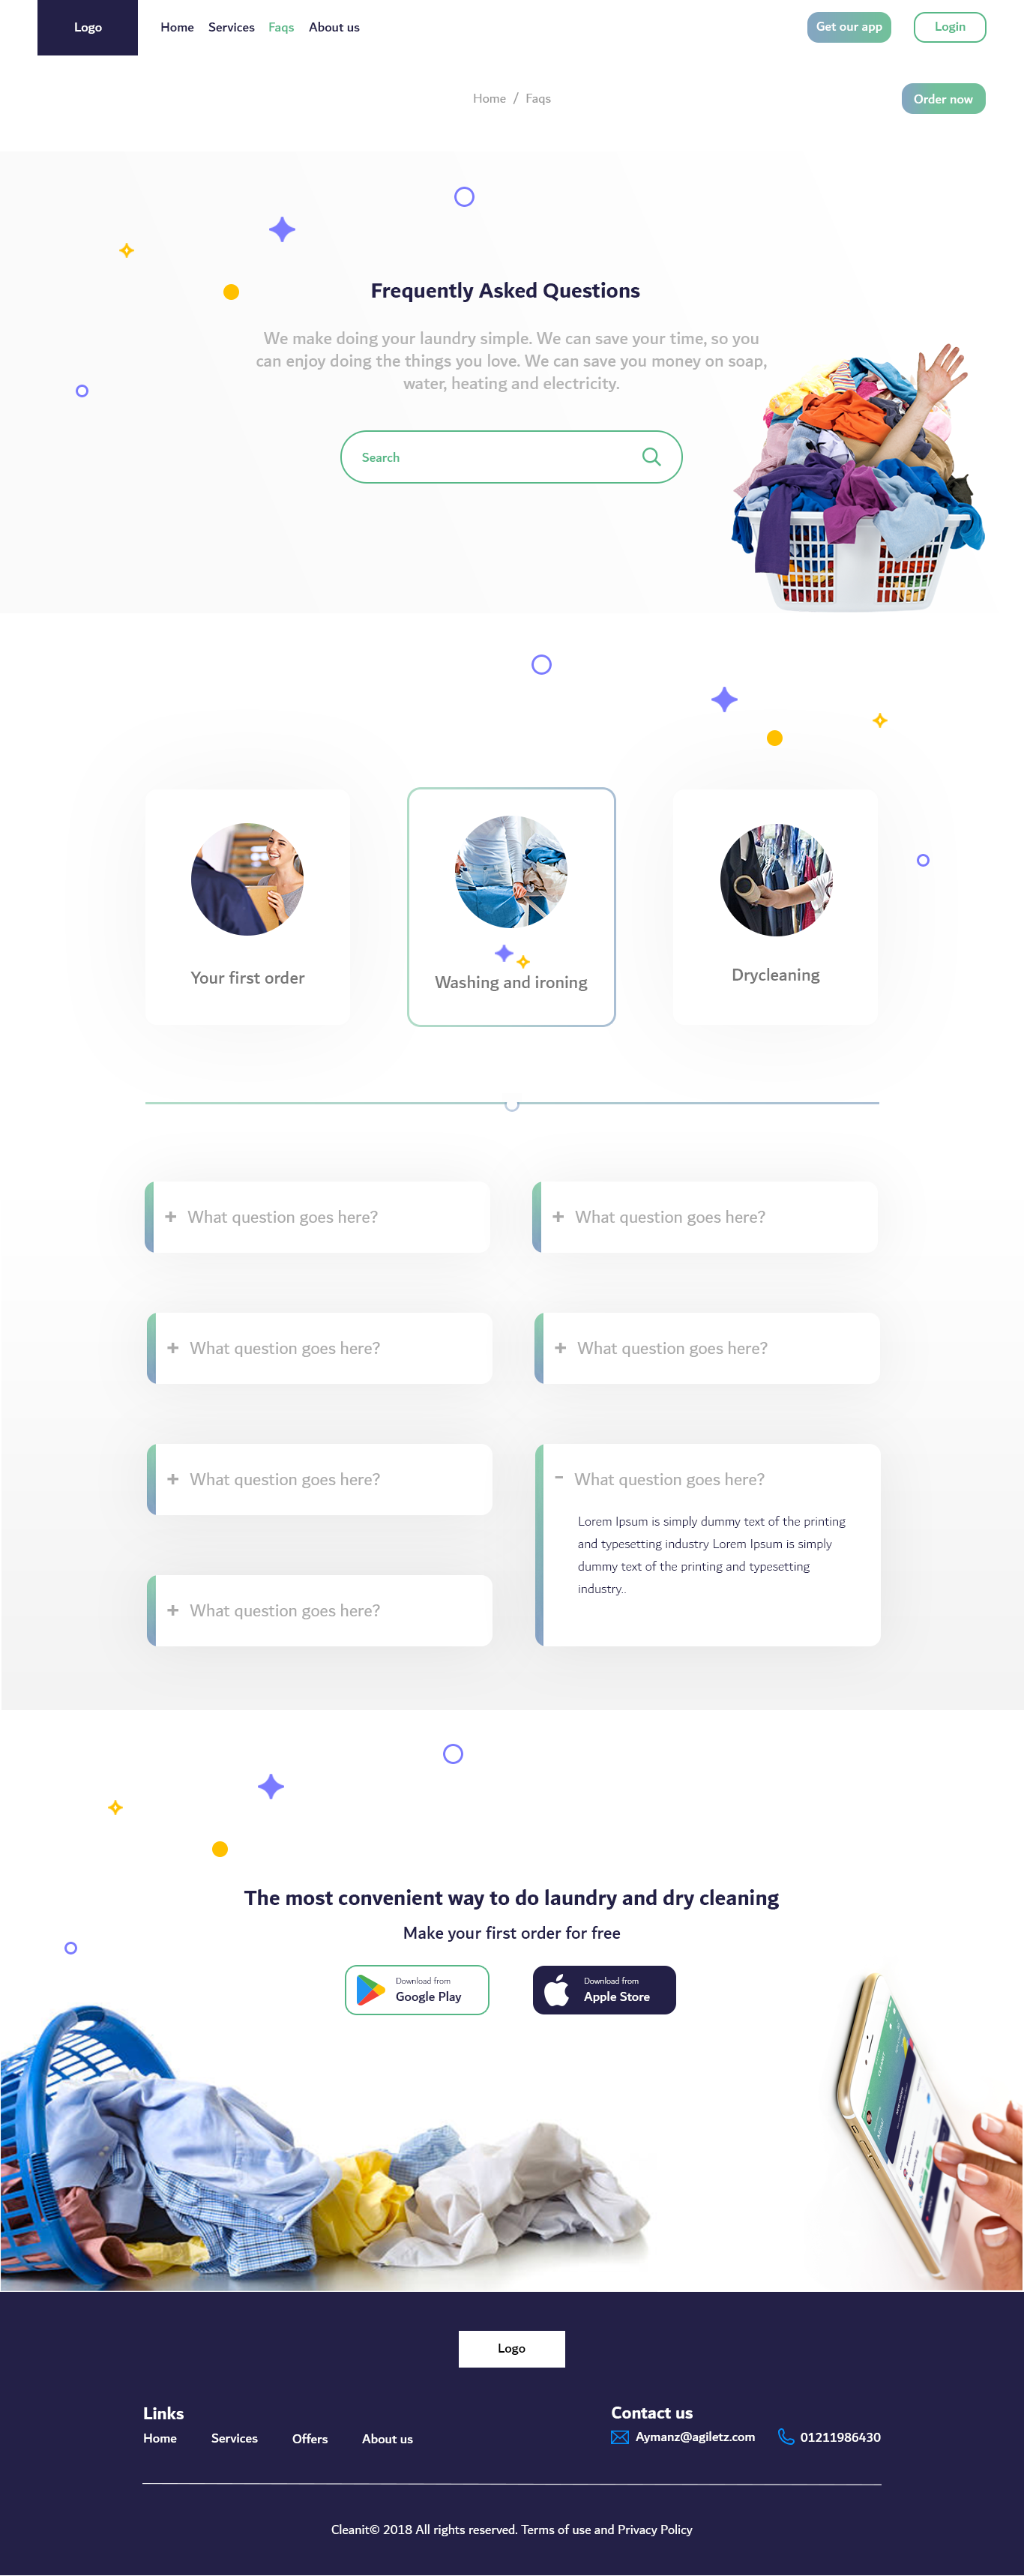 Logo
Home Services Faqs About us
Get our app
Login
Home / Faqs
Order now
Frequently Asked Questions
We make doing your laundry simple. We can save your time, so you
can enjoy doing the things you love. We can save you money on soap,
water, heating and electricity.
Search
Your first order
Washing and ironing
Drycleaning
+ What question goes here?
+ What question goes here?
+ What question goes here?
+ What question goes here?
+ What question goes here?
- What question goes here?
Lorem Ipsum is simply dummy text of the printing
and typesetting industry Lorem Ipsum is simply
dummy text of the printing and typesetting
industry..
+ What question goes here?
The most convenient way to do laundry and dry cleaning
Make your first order for free
Download from
Google Play
Download from
Apple Store
Logo
Links
Home Services Offers About us
Contact us
Aymanz@agiletz.com 01211986430
Cleanit© 2018 All rights reserved. Terms of use and Privacy Policy